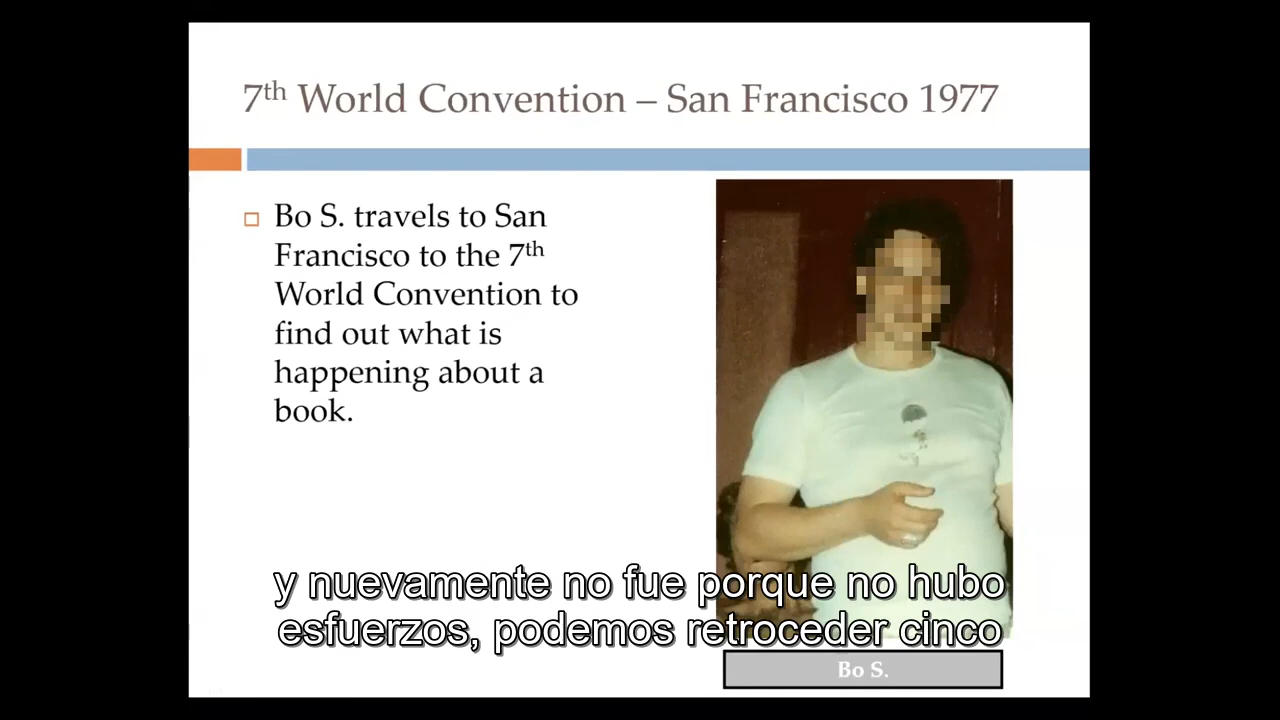 7th World Convention – San Francisco 1977
Bo S. travels to San
Francisco to the 7th
World Convention to
find out what is
happening about a
book.
y nuevamente no fue porque no hubo
esfuerzos, podemos retroceder cinco
Bo S.